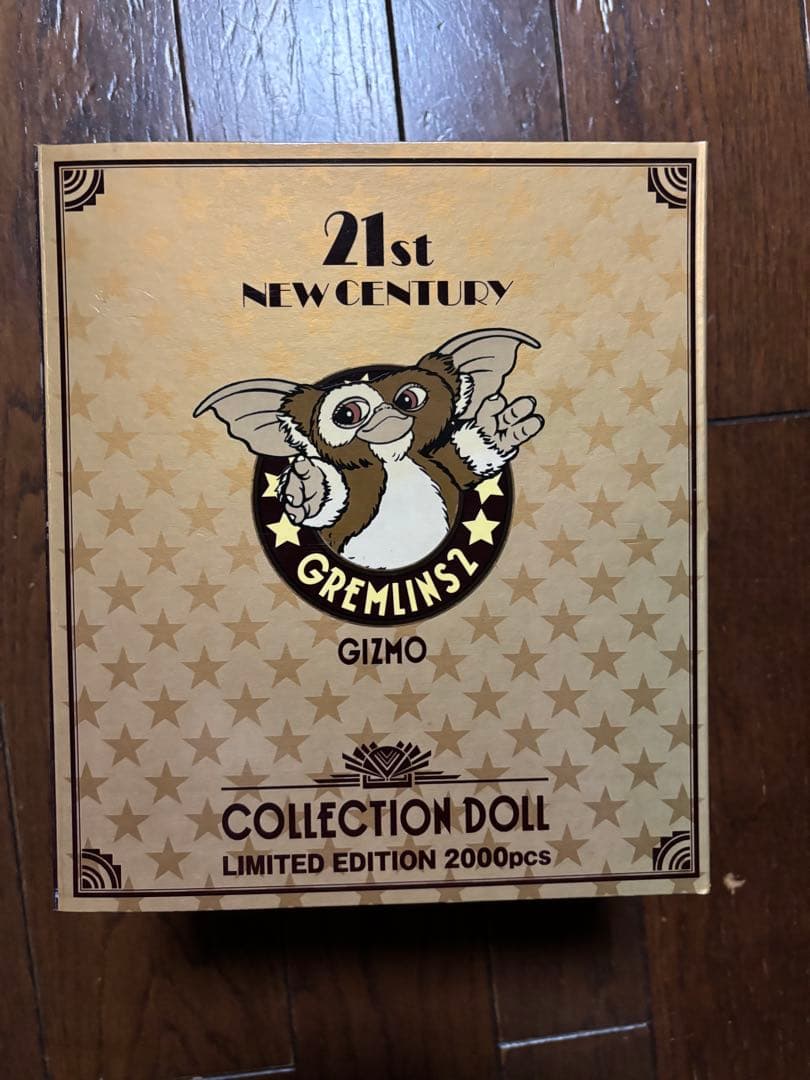 21st
NEW CENTURY
GREMLINS 2
GIZMO
COLLECTION DOLL
LIMITED EDITION 2000pcs